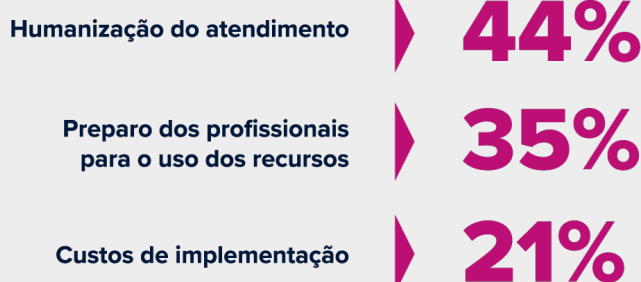 Humanização do atendimento
44%
Preparo dos profissionais
para o uso dos recursos
35%
Custos de implementação
21%